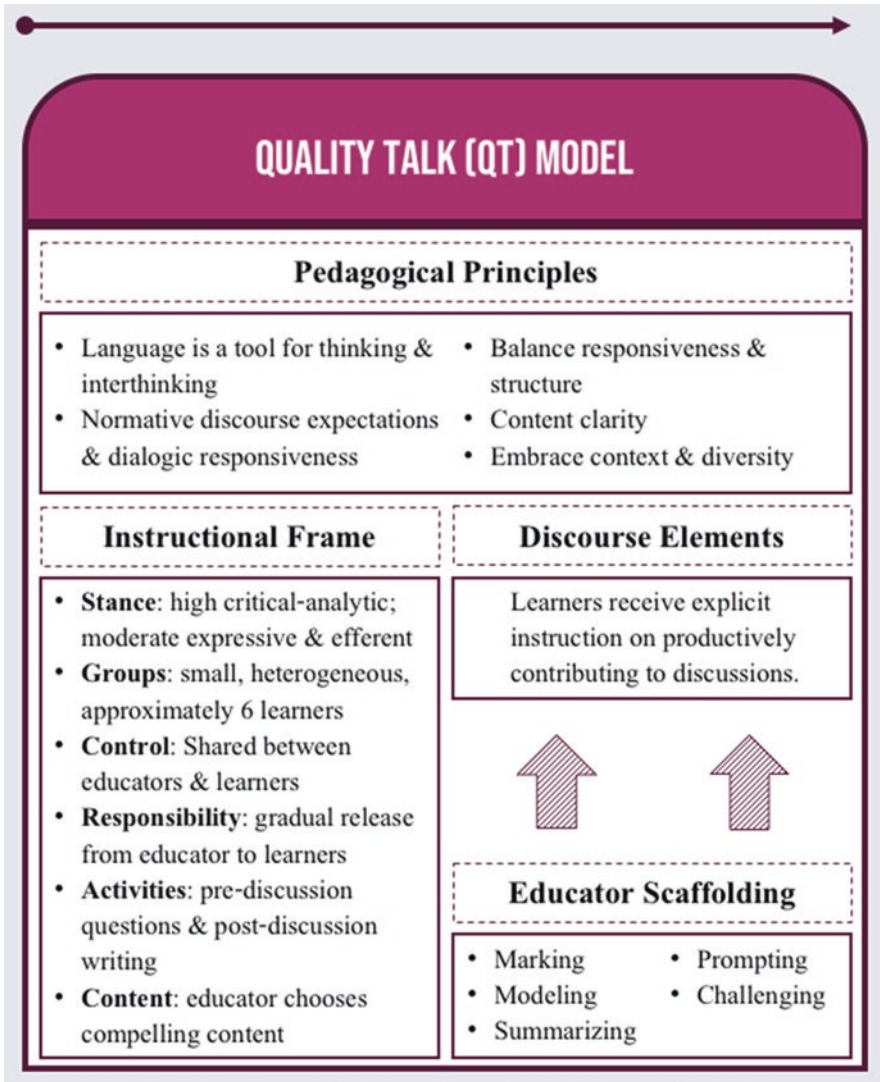 QUALITY TALK (QT) MODEL
Pedagogical Principles
• Language is a tool for thinking &
interthinking
• Normative discourse expectations
& dialogic responsiveness
• Balance responsiveness &
structure
• Content clarity
• Embrace context & diversity
Instructional Frame
• Stance: high critical-analytic;
moderate expressive & efferent
• Groups: small, heterogeneous,
approximately 6 learners
• Control: Shared between
educators & learners
• Responsibility: gradual release
from educator to learners
• Activities: pre-discussion
questions & post-discussion
writing
• Content: educator chooses
compelling content
Discourse Elements
Learners receive explicit
instruction on productively
contributing to discussions.
Educator Scaffolding
• Marking
• Modeling
• Summarizing
• Prompting
• Challenging